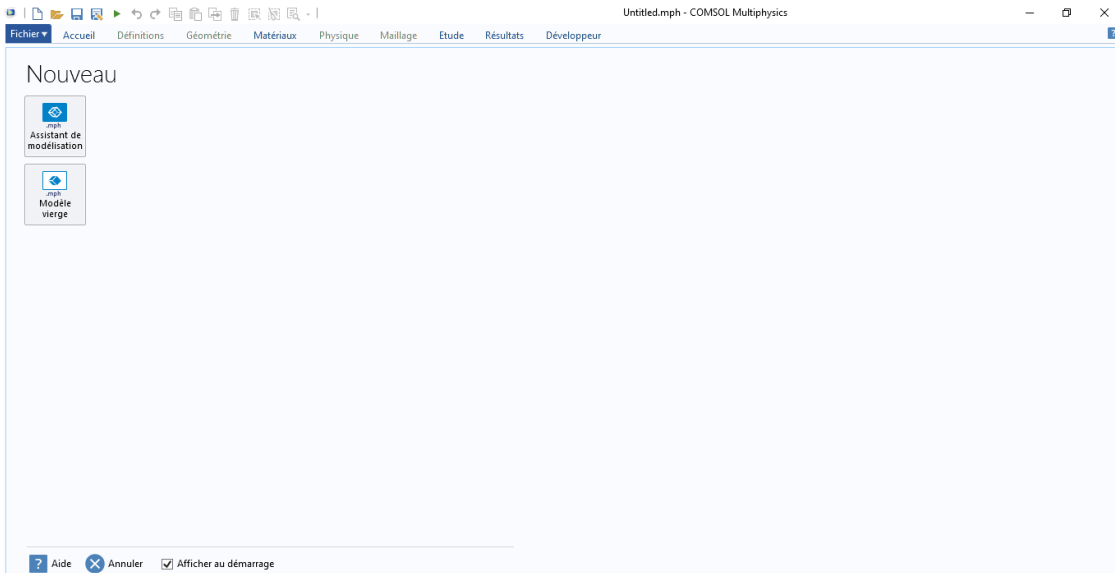 Untitled.mph - COMSOL Multiphysics
Fichier Accueil Définitions Géométrie Matériaux Physique Maillage Etude Résultats Développeur ?
Nouveau
.mph
Assistant de
modélisation
.mph
Modèle
vierge
? Aide Annuler Afficher au démarrage